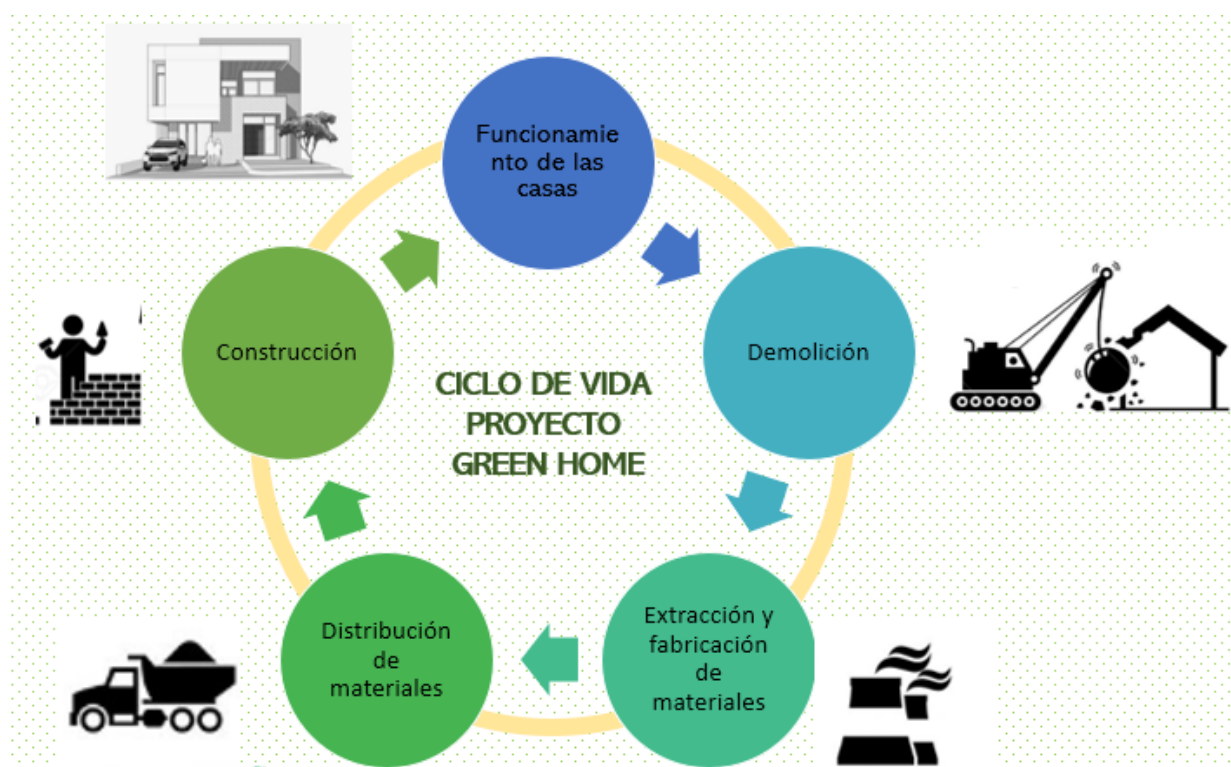 Funcionamie
nto de las
casas
Construcción
Demolición
CICLO DE VIDA
PROYECTO
GREEN HOME
Distribución
de
materiales
Extracción y
fabricación
de
materiales